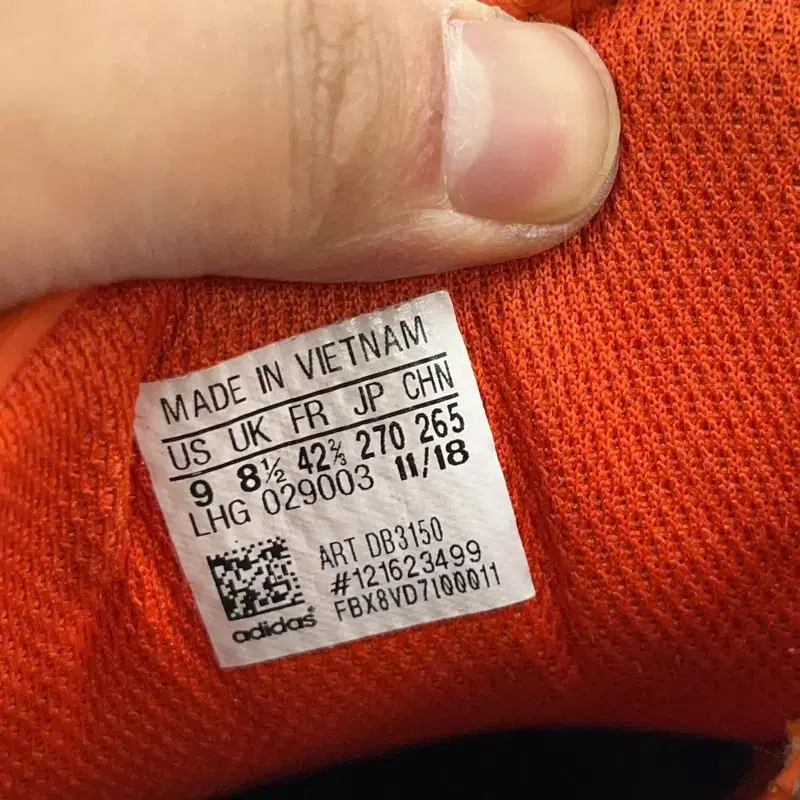 MADE IN VIETNAM
US UK FR JP CHN
9 8½ 42⅔ 270 265
LHG 029003 11/18
ART DB3150
#121623499
FBX8VD7100011
adidas